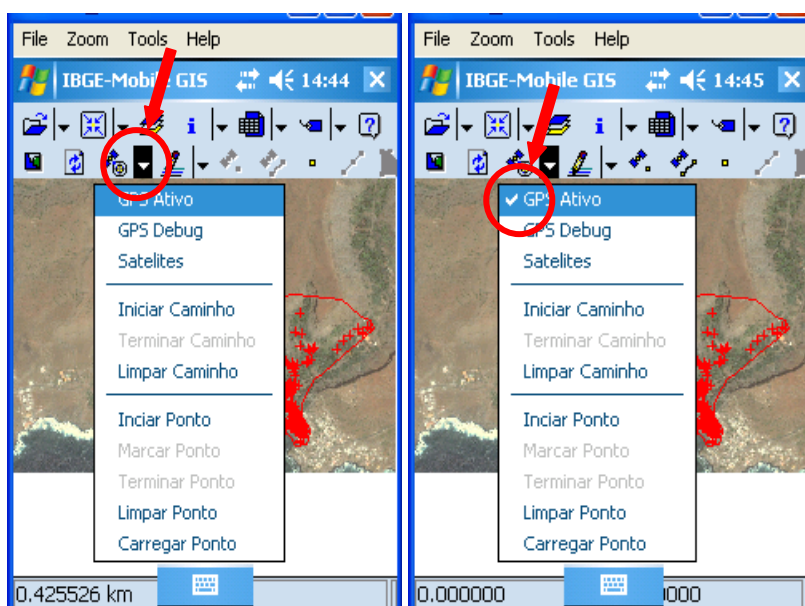 File Zoom Tools Help
IBGE-Mobile GIS 14:44
GPS Ativo
GPS Debug
Satelites
Iniciar Caminho
Terminar Caminho
Limpar Caminho
Inciar Ponto
Marcar Ponto
Terminar Ponto
Limpar Ponto
Carregar Ponto
0.425526 km
File Zoom Tools Help
IBGE-Mobile GIS 14:45
GPS Ativo
GPS Debug
Satelites
Iniciar Caminho
Terminar Caminho
Limpar Caminho
Inciar Ponto
Marcar Ponto
Terminar Ponto
Limpar Ponto
Carregar Ponto
0.000000 0000